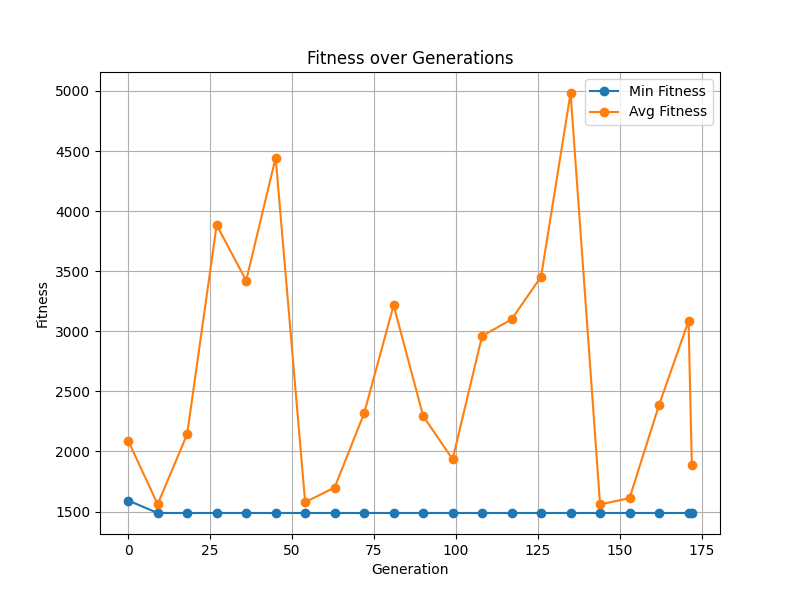 Fitness over Generations
Min Fitness
Avg Fitness
5000
4500
4000
3500
3000
2500
2000
1500
Fitness
0 25 50 75 100 125 150 175
Generation